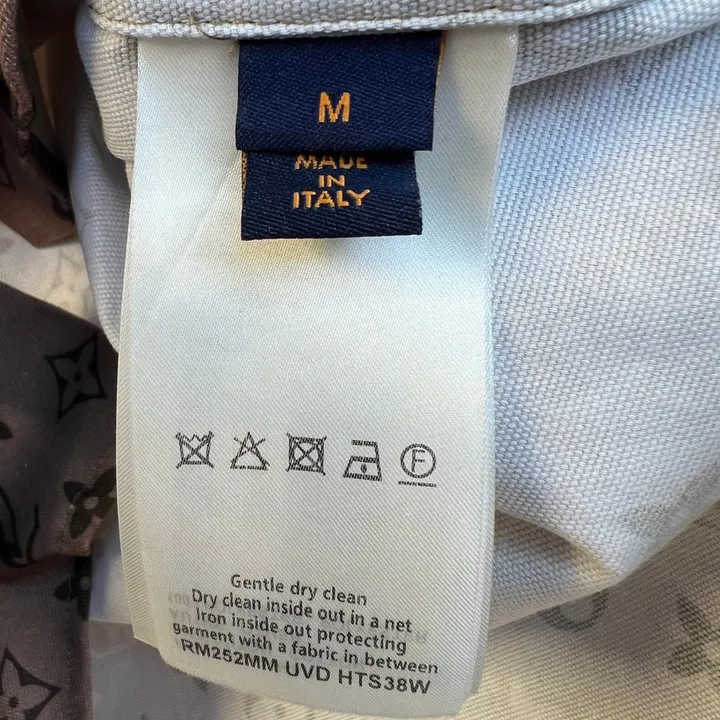 M
MADE
IN
ITALY
F
Gentle dry clean
Dry clean inside out in a net
Iron inside out protecting
garment with a fabric in between
RM252MM UVD HTS38W